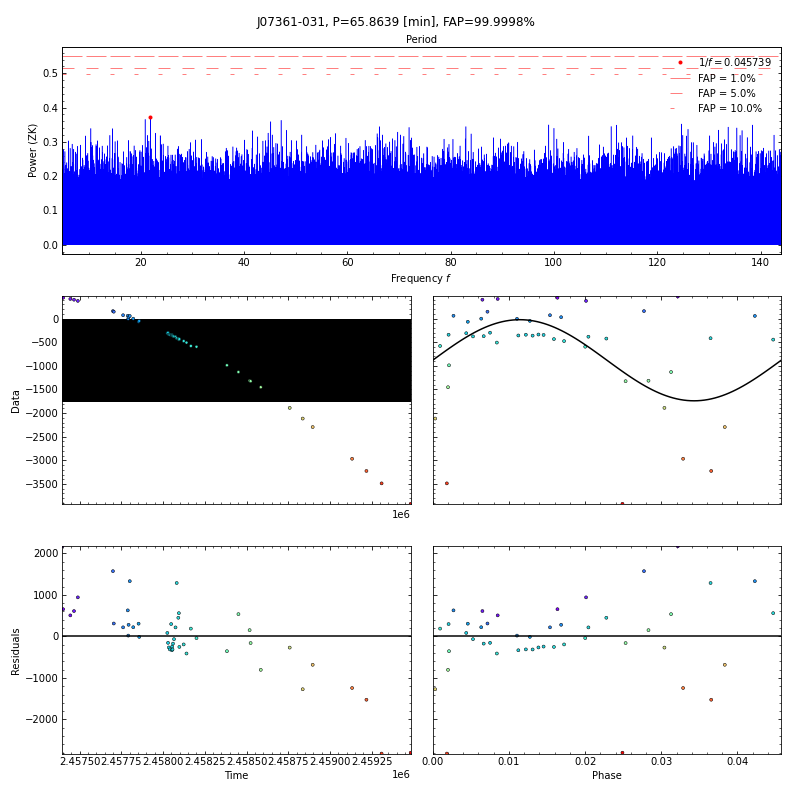 J07361-031, P=65.8639 [min], FAP=99.9998%
Period
Power (ZK)
0.5
0.4
0.3
0.2
0.1
0.0
1/f = 0.045739
FAP = 1.0%
FAP = 5.0%
FAP = 10.0%
20 40 60 80 100 120 140
Frequency f
Data
0
−500
−1000
−1500
−2000
−2500
−3000
−3500
1e6
Residuals
2000
1000
0
−1000
−2000
2.45750 2.45775 2.45800 2.45825 2.45850 2.45875 2.45900 2.45925
Time
1e6
0.00 0.01 0.02 0.03 0.04
Phase